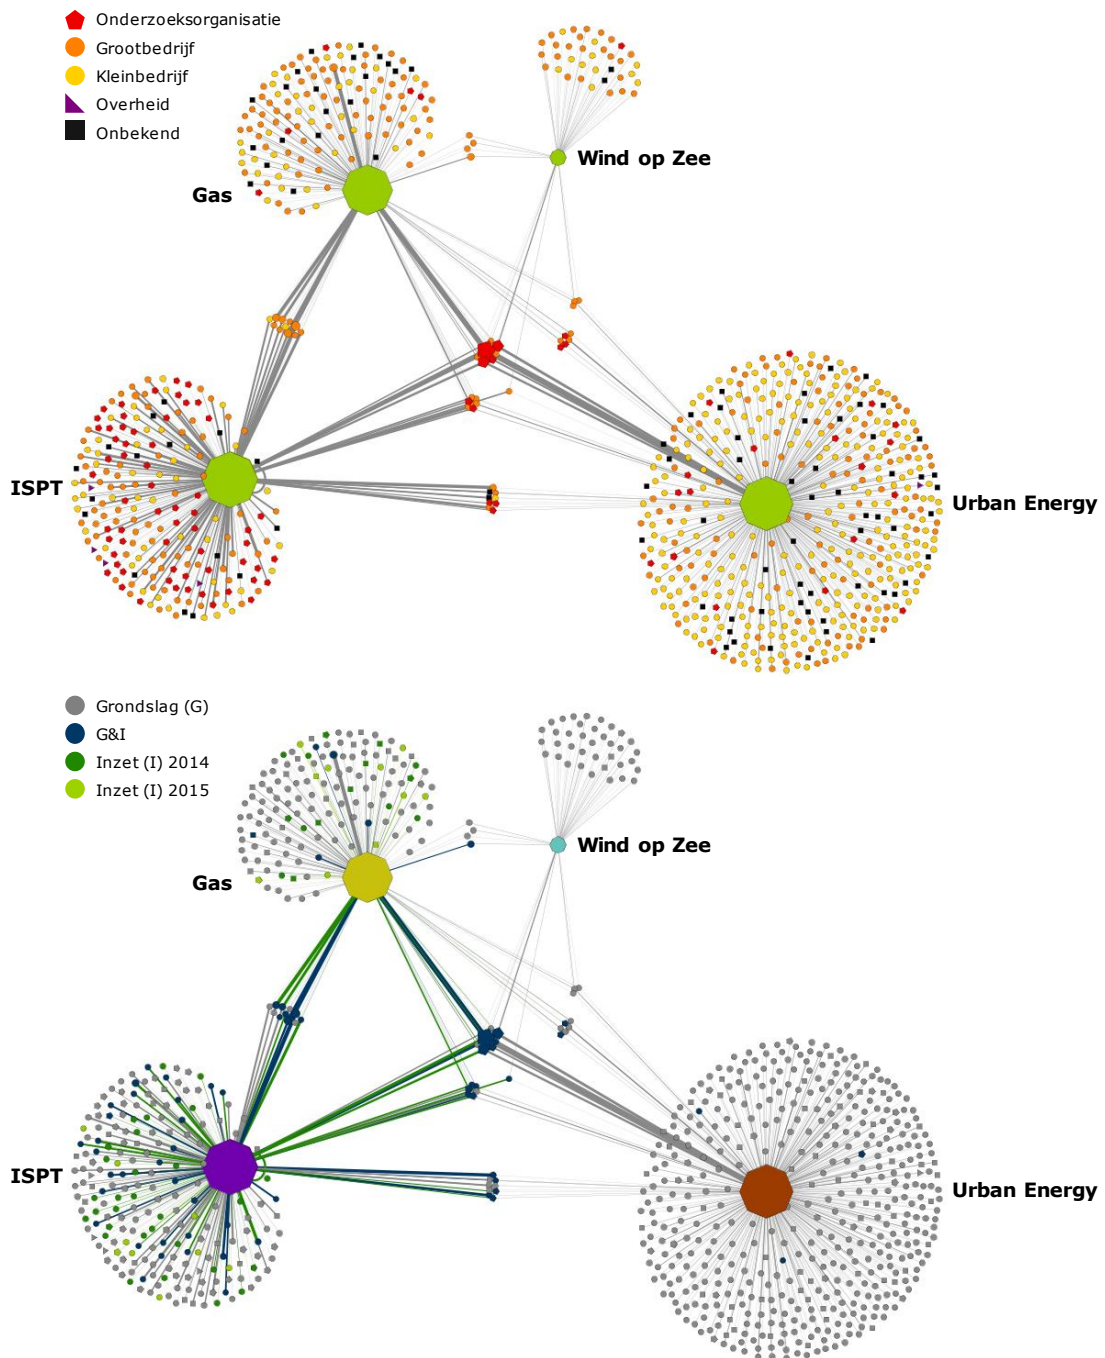 Onderzoeksorganisatie
Grootbedrijf
Kleinbedrijf
Overheid
Onbekend
Wind op Zee
Gas
ISPT
Urban Energy
Grondslag (G)
G&I
Inzet (I) 2014
Inzet (I) 2015
Wind op Zee
Gas
ISPT
Urban Energy